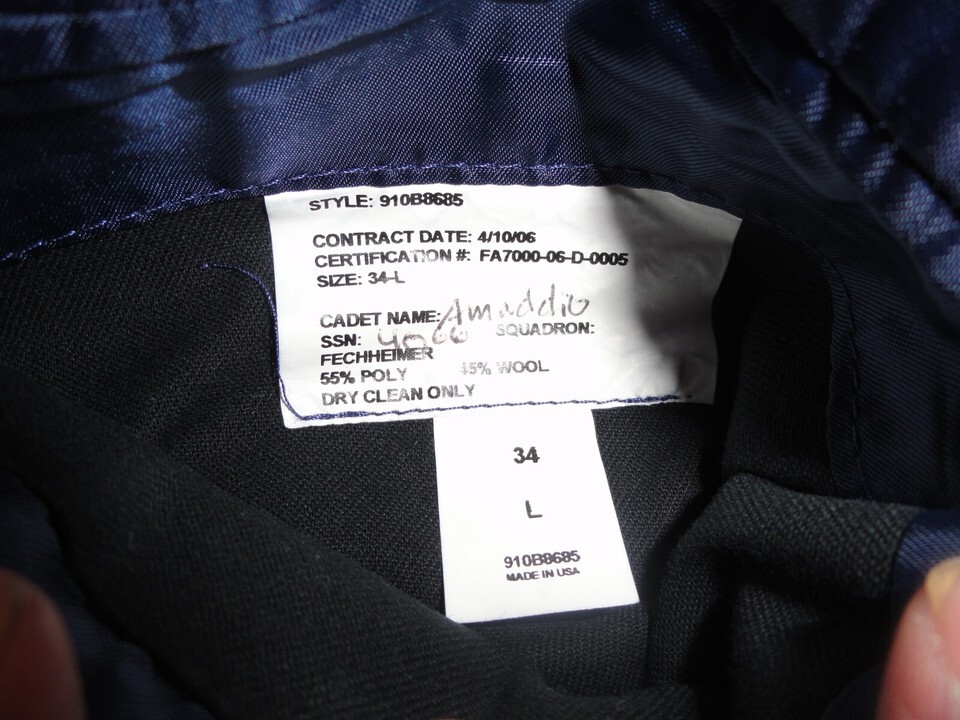 STYLE: 910B8685
CONTRACT DATE: 4/10/06
CERTIFICATION #: FA7000-06-D-0005
SIZE: 34-L
CADET NAME: Amaddio
SSN: 4066 SQUADRON:
FECHHEIMER
55% POLY 45% WOOL
DRY CLEAN ONLY
34
L
910B8685
MADE IN USA